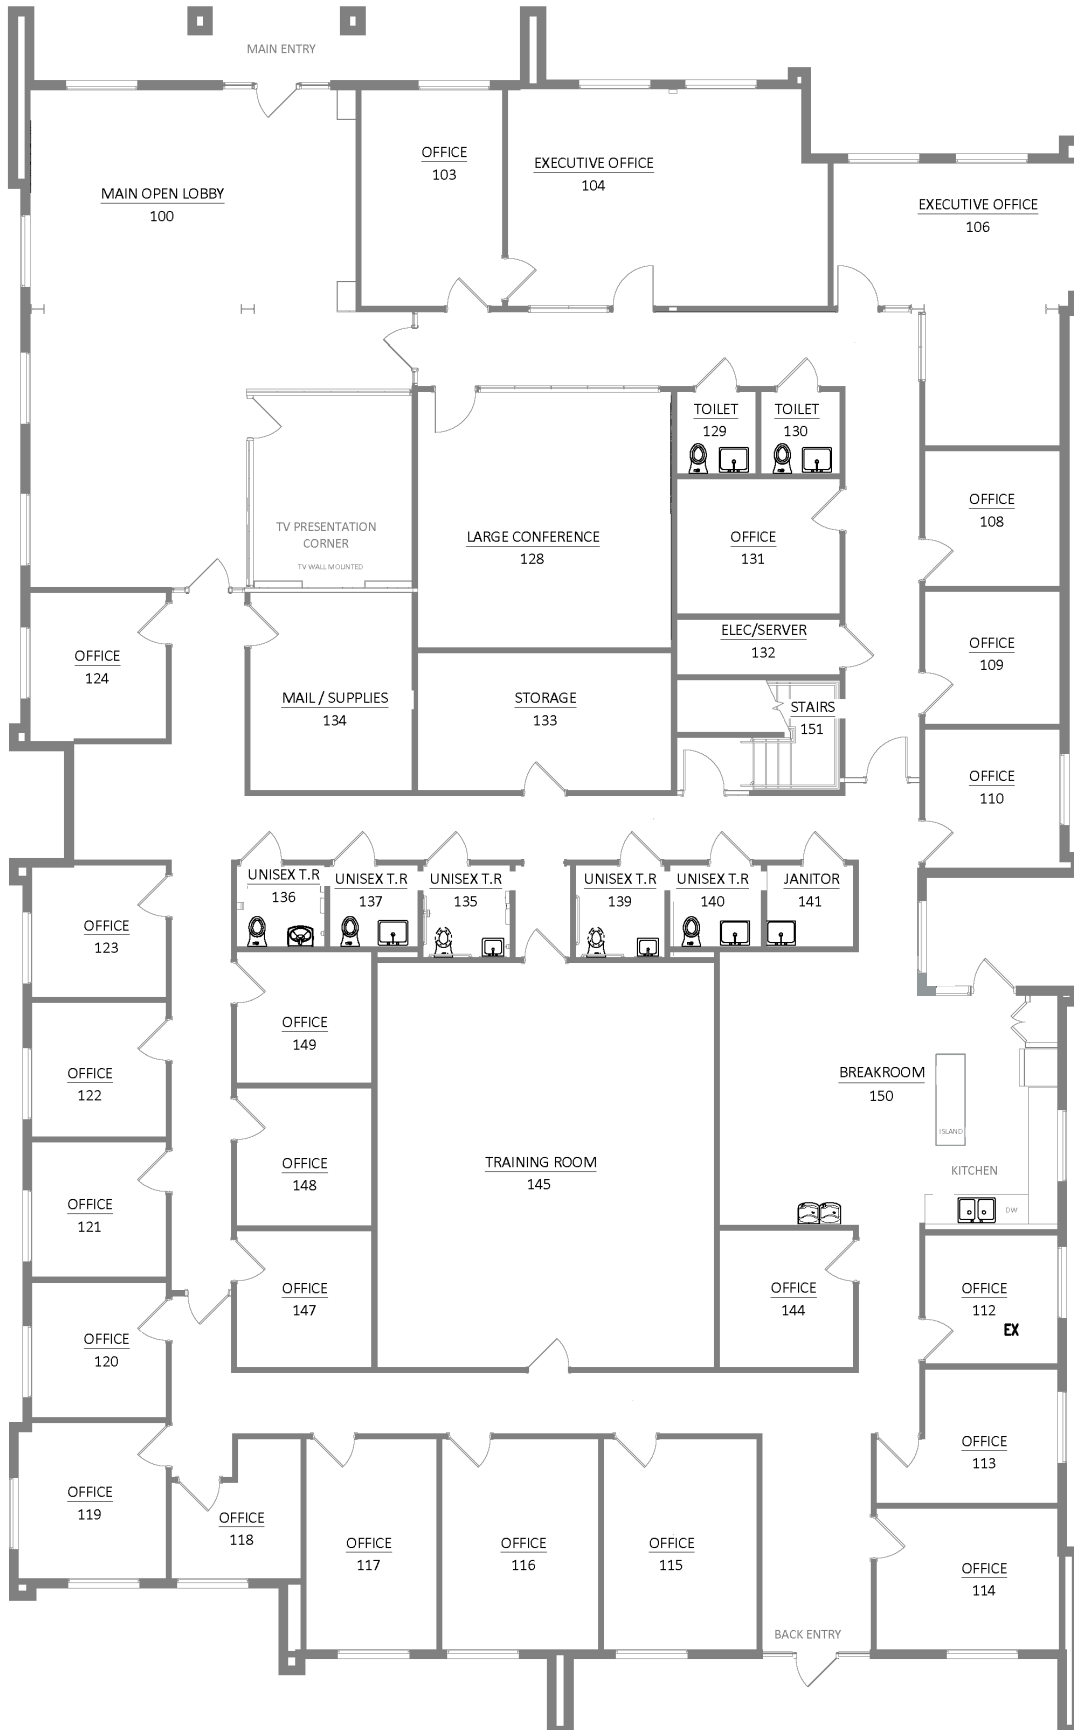 MAIN ENTRY
OFFICE
103
EXECUTIVE OFFICE
104
MAIN OPEN LOBBY
100
EXECUTIVE OFFICE
106
TOILET
129
TOILET
130
TV PRESENTATION
CORNER
TV WALL MOUNTED
LARGE CONFERENCE
128
OFFICE
131
OFFICE
108
ELEC/SERVER
132
OFFICE
109
OFFICE
124
MAIL / SUPPLIES
134
STORAGE
133
STAIRS
151
OFFICE
110
UNISEX T.R
136
UNISEX T.R
137
UNISEX T.R
135
UNISEX T.R
139
UNISEX T.R
140
JANITOR
141
OFFICE
123
OFFICE
149
OFFICE
122
BREAKROOM
150
ISLAND
KITCHEN
DW
OFFICE
148
TRAINING ROOM
145
OFFICE
121
OFFICE
147
OFFICE
144
OFFICE
112
EX
OFFICE
120
OFFICE
113
OFFICE
119
OFFICE
118
OFFICE
117
OFFICE
116
OFFICE
115
OFFICE
114
BACK ENTRY